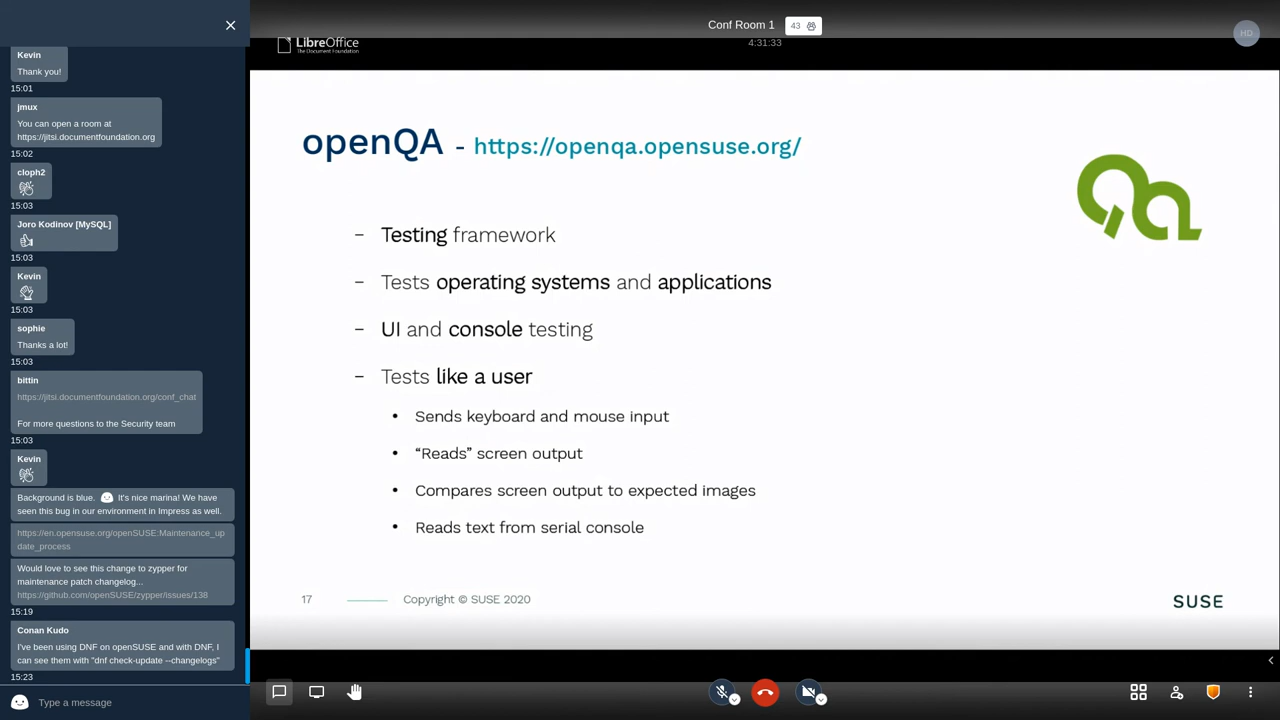 Kevin
Thank you!
15:01
jmux
You can open a room at
https://jitsi.documentfoundation.org
15:02
cloph2
15:03
Joro Kodinov [MySQL]
15:03
Kevin
15:03
sophie
Thanks a lot!
15:03
bittin
https://jitsi.documentfoundation.org/conf_chat
For more questions to the Security team
15:03
Kevin
Background is blue. It's nice marina! We have
seen this bug in our environment in Impress as well.
https://en.opensuse.org/openSUSE:Maintenance_up
date_process
Would love to see this change to zypper for
maintenance patch changelog...
https://github.com/openSUSE/zypper/issues/138
15:19
Conan Kudo
I've been using DNF on openSUSE and with DNF, I
can see them with "dnf check-update --changelogs"
15:23
Type a message
Conf Room 1
43
4:31:33
HD
LibreOffice
The Document Foundation
openQA - https://openqa.opensuse.org/
- Testing framework
- Tests operating systems and applications
- UI and console testing
- Tests like a user
• Sends keyboard and mouse input
• “Reads” screen output
• Compares screen output to expected images
• Reads text from serial console
17
Copyright © SUSE 2020
SUSE